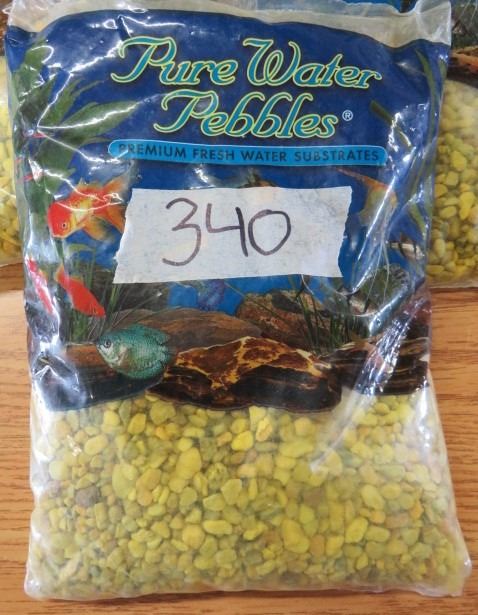 Pure Water
Pebbles®
PREMIUM FRESH WATER SUBSTRATES
340